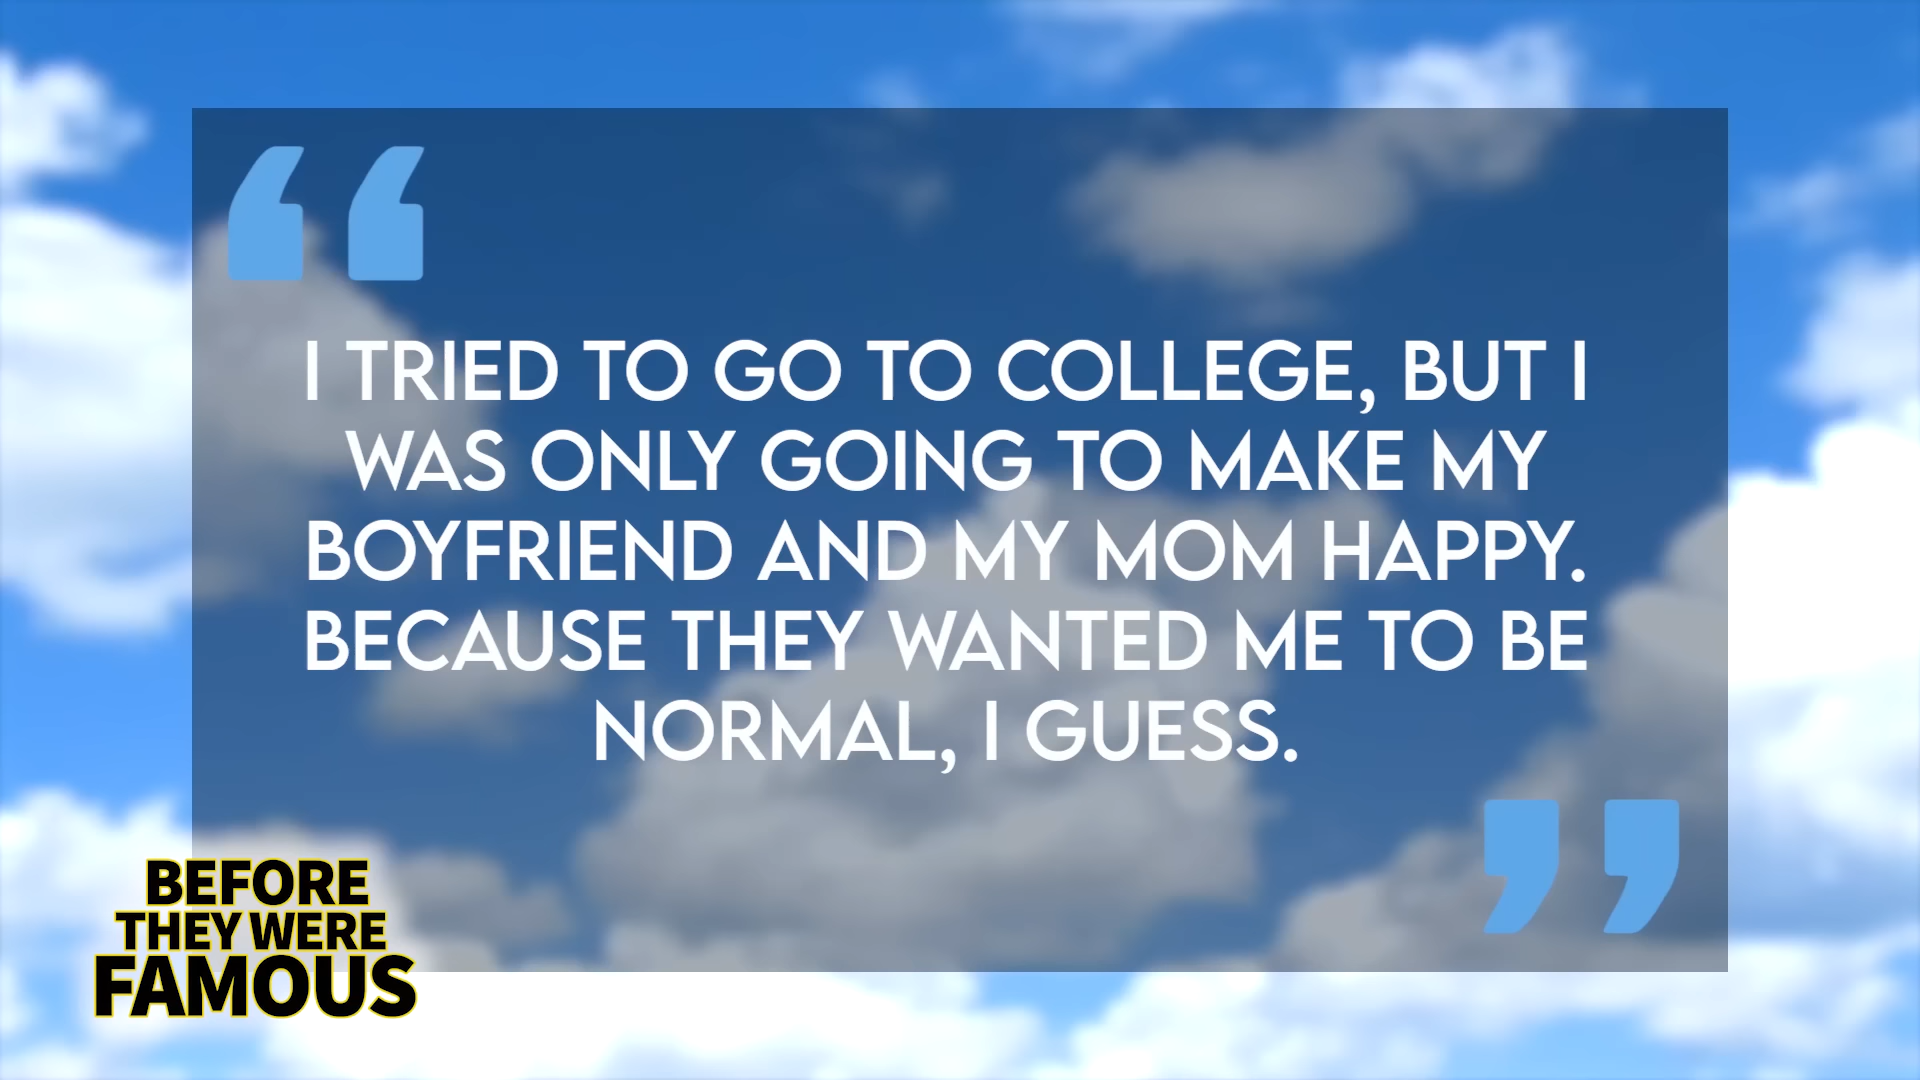 “
I TRIED TO GO TO COLLEGE, BUT I
WAS ONLY GOING TO MAKE MY
BOYFRIEND AND MY MOM HAPPY.
BECAUSE THEY WANTED ME TO BE
NORMAL, I GUESS.
”
BEFORE
THEY WERE
FAMOUS